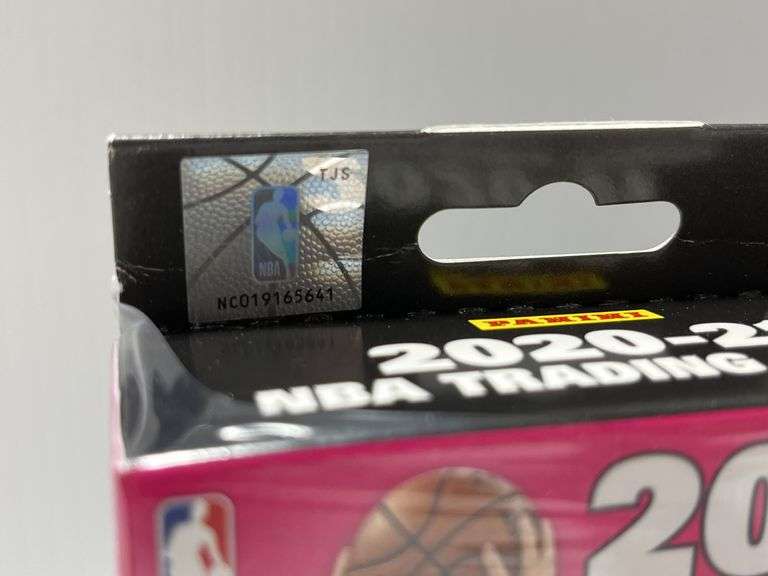 TJS
NBA
NC019165641
PANINI
2020-2
NBA TRADING
20